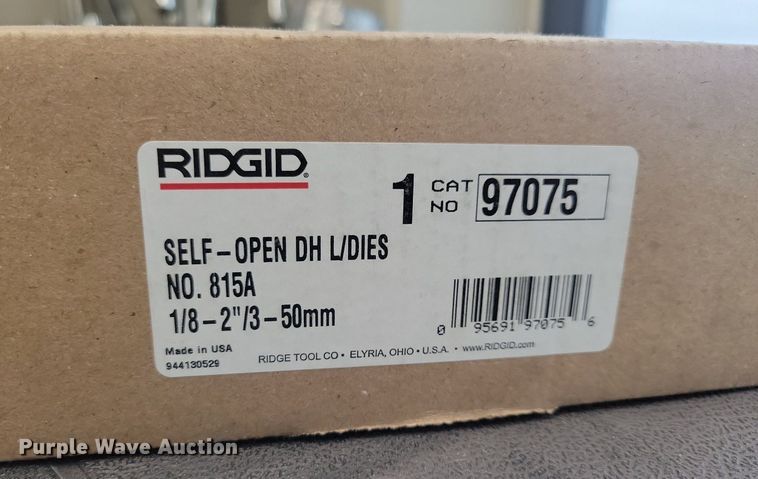 RIDGID®
1 CAT NO 97075
SELF-OPEN DH L/DIES
NO. 815A
1/8-2"/3-50mm
0 95691 97075 6
Made in USA
944130529
RIDGE TOOL CO • ELYRIA, OHIO • U.S.A. • www.RIDGID.com
Purple Wave Auction